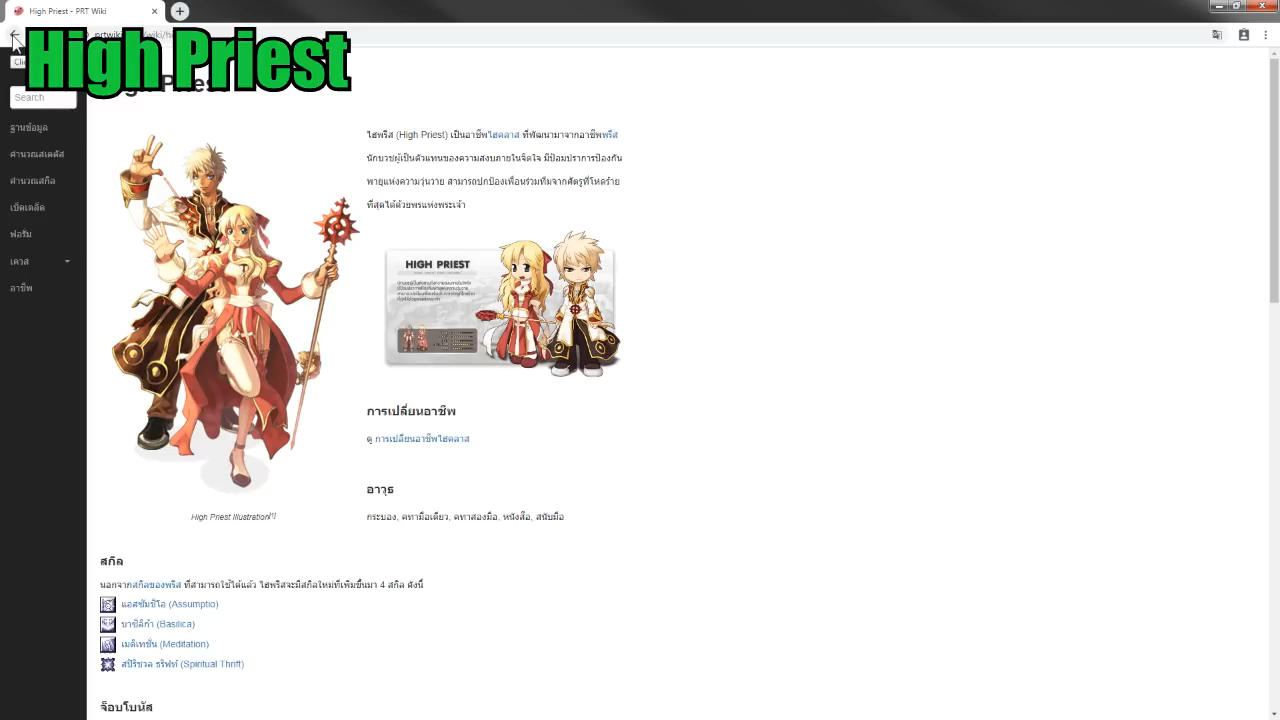 High Priest - PRT Wiki
prtwiki
High Priest
Search
ฐานข้อมูล
คำนวณสเตตัส
คำนวณสกิล
เบ็ดเตล็ด
ฟอรั่ม
เควส
อาชีพ
ไฮพรีส (High Priest) เป็นอาชีพไฮคลาส ที่พัฒนามาจากอาชีพพรีส
นักบวชผู้เป็นตัวแทนของความสงบภายในจิตใจ มีป้อมปราการป้องกัน
พายุแห่งความวุ่นวาย สามารถปกป้องเพื่อนร่วมทีมจากศัตรูที่โหดร้าย
ที่สุดได้ด้วยพรแห่งพระเจ้า
HIGH PRIEST
การเปลี่ยนอาชีพ
ดู การเปลี่ยนอาชีพไฮคลาส
อาวุธ
กระบอง, คทามือเดียว, คทาสองมือ, หนังสือ, สนับมือ
High Priest Illustration[1]
สกิล
นอกจากสกิลของพรีส ที่สามารถใช้ได้แล้ว ไฮพรีสจะมีสกิลใหม่ที่เพิ่มขึ้นมา 4 สกิล ดังนี้
แอสซัมชิโอ (Assumptio)
บาซิลิก้า (Basilica)
เมดิเทชั่น (Meditation)
สปิริชวล ธริฟท์ (Spiritual Thrift)
จ็อบโบนัส